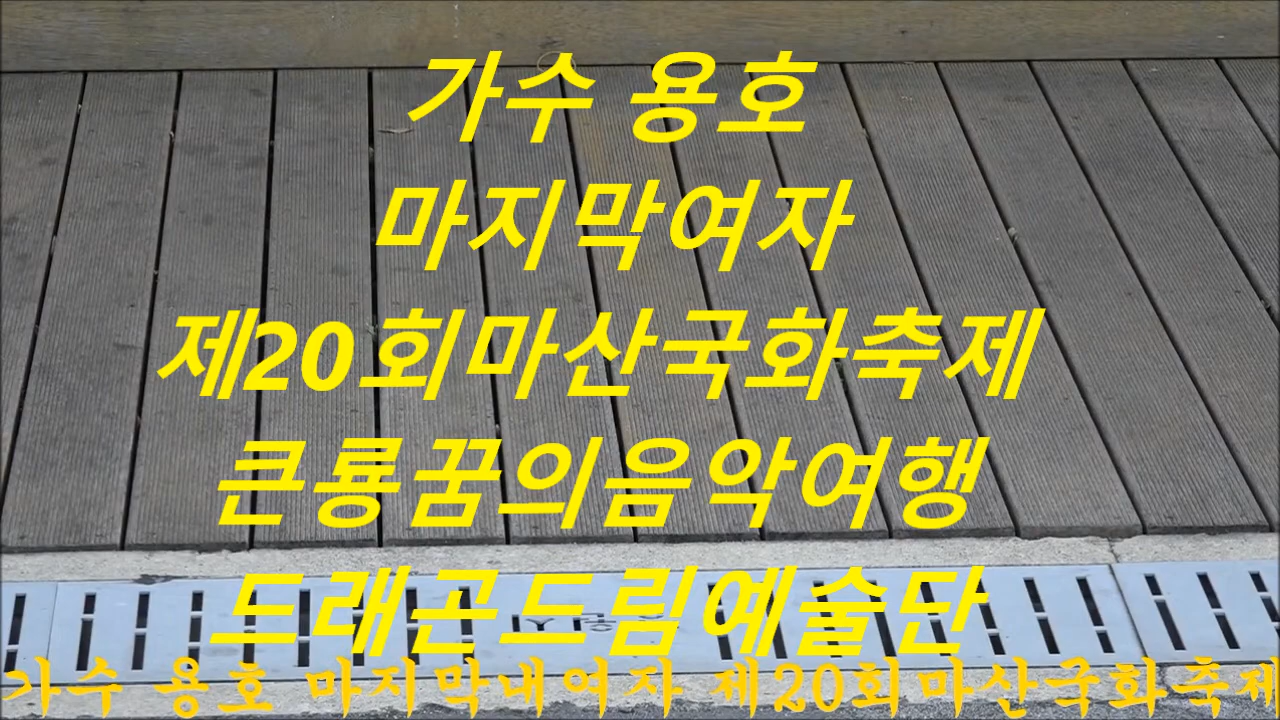 가수 용호
마지막여자
제20회마산국화축제
큰룡꿈의음악여행
드래곤드림예술단
가수 용호 마지막내여자 제20회마산국화축제